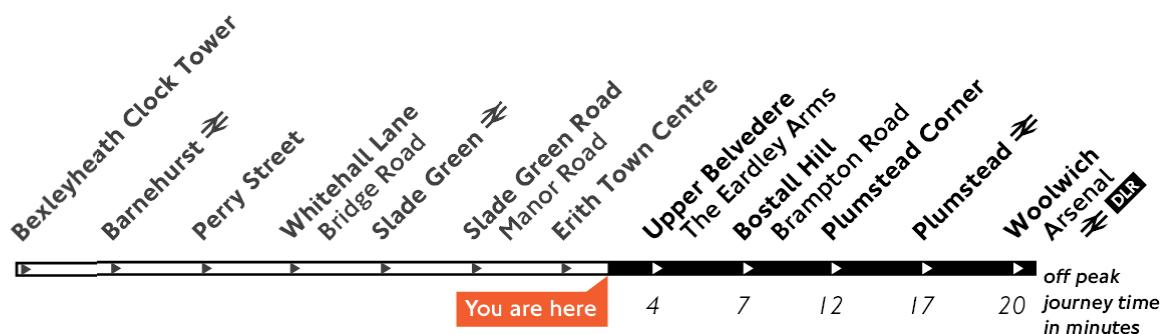 Bexleyheath Clock Tower
Barnehurst
Perry Street
Whitehall Lane
Bridge Road
Slade Green
Slade Green Road
Manor Road
Erith Town Centre
Upper Belvedere
The Eardley Arms
Bostall Hill
Brampton Road
Plumstead Corner
Plumstead
Woolwich
Arsenal
DLR
You are here
4 7 12 17 20
off peak
journey time
in minutes